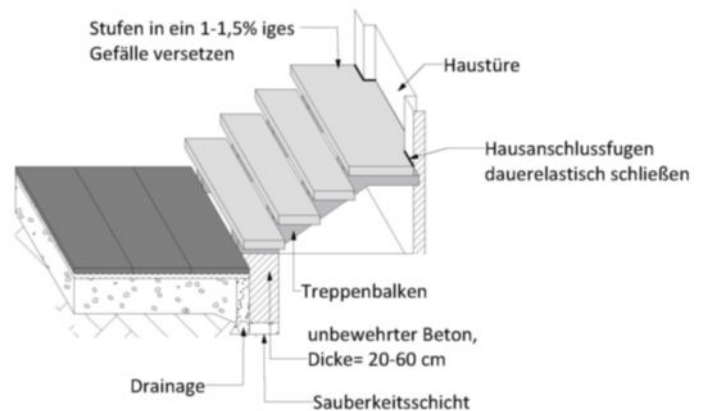 Stufen in ein 1-1,5% iges
Gefälle versetzen
Haustüre
Hausanschlussfugen
dauerelastisch schließen
Treppenbalken
unbewehrter Beton,
Dicke= 20-60 cm
Drainage
Sauberkeitsschicht